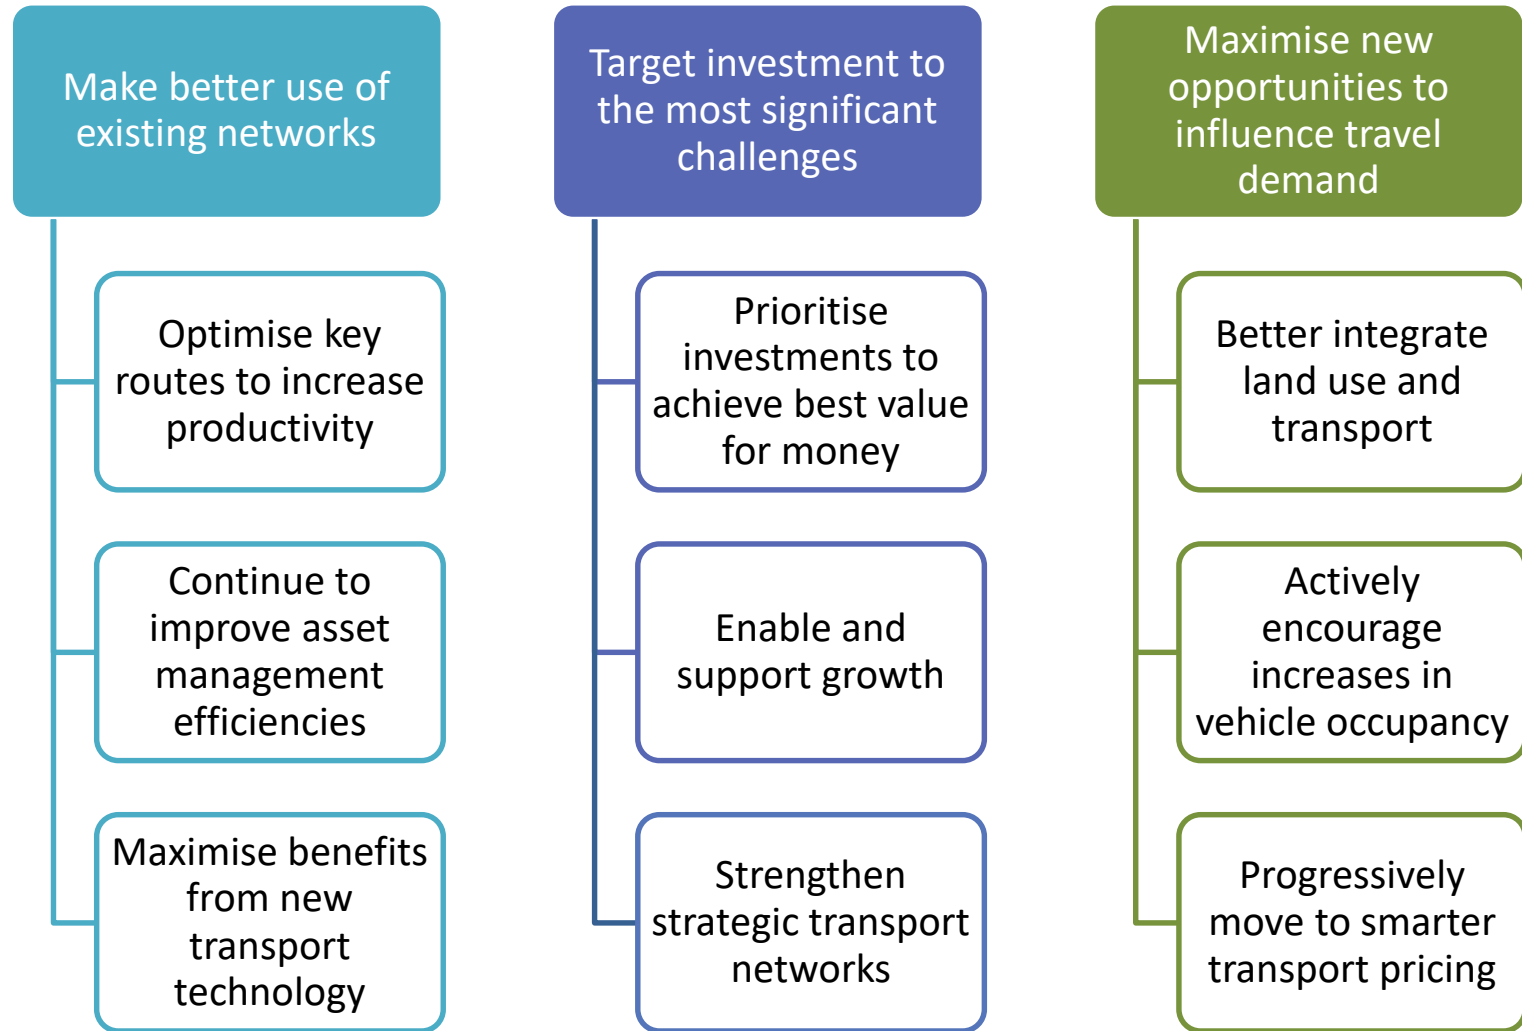 Make better use of
existing networks
Optimise key
routes to increase
productivity
Continue to
improve asset
management
efficiencies
Maximise benefits
from new
transport
technology
Target investment to
the most significant
challenges
Prioritise
investments to
achieve best value
for money
Enable and
support growth
Strengthen
strategic transport
networks
Maximise new
opportunities to
influence travel
demand
Better integrate
land use and
transport
Actively
encourage
increases in
vehicle occupancy
Progressively
move to smarter
transport pricing